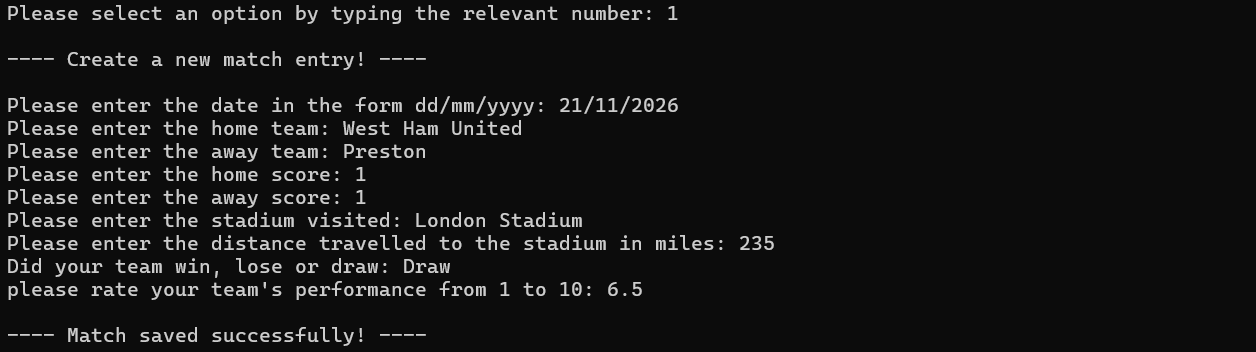 Please select an option by typing the relevant number: 1
---- Create a new match entry! ----
Please enter the date in the form dd/mm/yyyy: 21/11/2026
Please enter the home team: West Ham United
Please enter the away team: Preston
Please enter the home score: 1
Please enter the away score: 1
Please enter the stadium visited: London Stadium
Please enter the distance travelled to the stadium in miles: 235
Did your team win, lose or draw: Draw
please rate your team's performance from 1 to 10: 6.5
---- Match saved successfully! ----